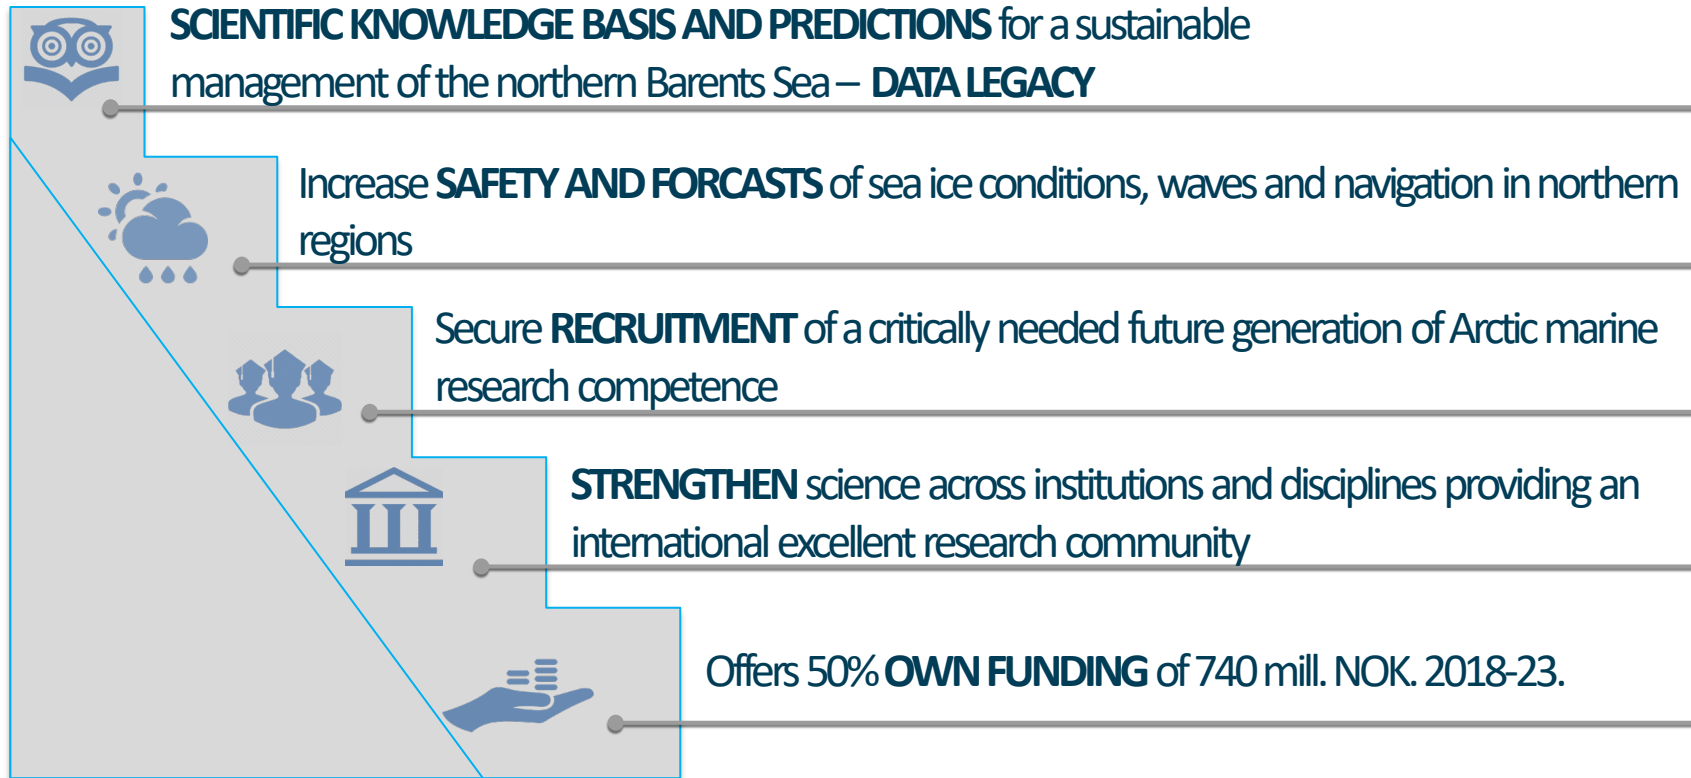 SCIENTIFIC KNOWLEDGE BASIS AND PREDICTIONS for a sustainable
management of the northern Barents Sea – DATA LEGACY
Increase SAFETY AND FORCASTS of sea ice conditions, waves and navigation in northern
regions
Secure RECRUITMENT of a critically needed future generation of Arctic marine
research competence
STRENGTHEN science across institutions and disciplines providing an
international excellent research community
Offers 50% OWN FUNDING of 740 mill. NOK. 2018-23.